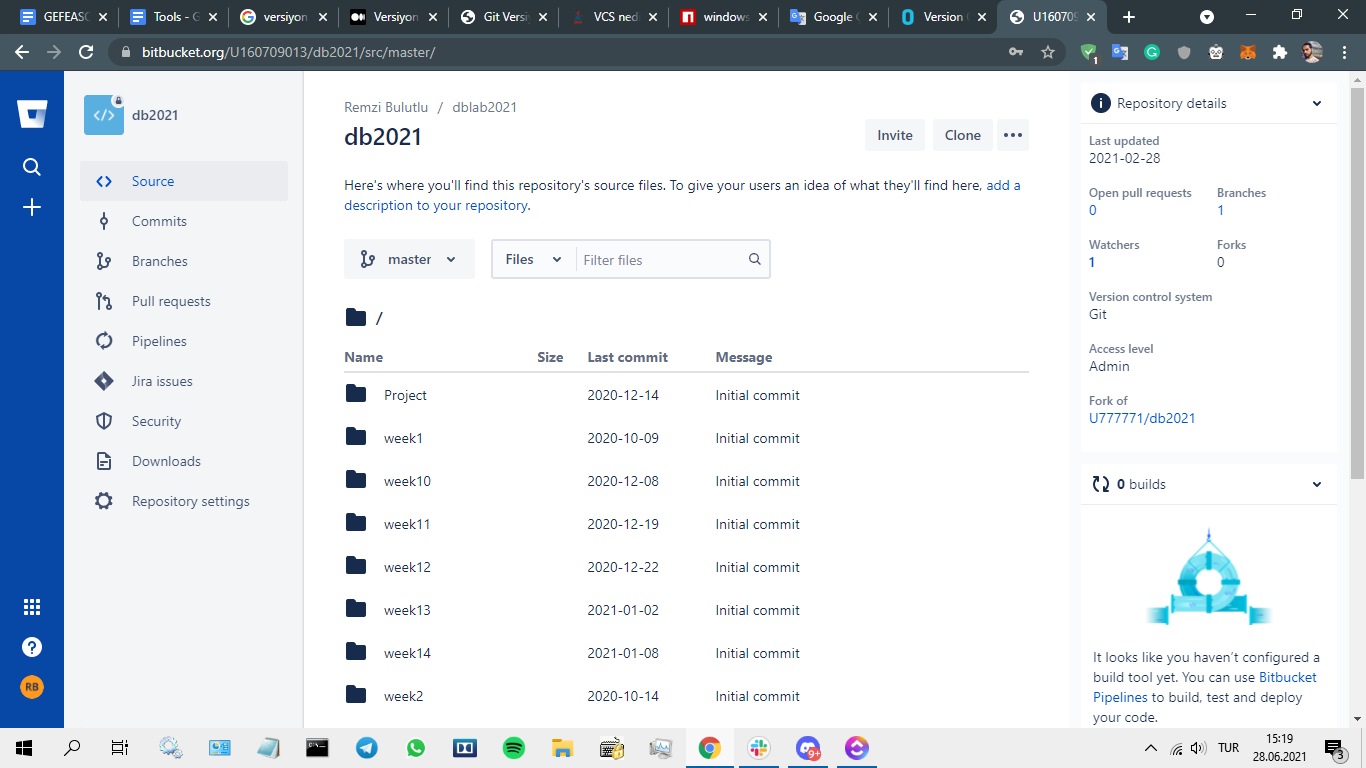 GEFEASC
Tools - G
versiyon
Versiyon
Git Versiy
VCS ned
windows
Google C
Version C
U160709
bitbucket.org/U160709013/db2021/src/master/
1
db2021
Source
Commits
Branches
Pull requests
Pipelines
Jira issues
Security
Downloads
Repository settings
RB
Remzi Bulutlu / dblab2021
db2021
Invite
Clone
Here's where you'll find this repository's source files. To give your users an idea of what they'll find here, add a
description to your repository.
master
Files
Filter files
/
Name Size Last commit Message
Project 2020-12-14 Initial commit
week1 2020-10-09 Initial commit
week10 2020-12-08 Initial commit
week11 2020-12-19 Initial commit
week12 2020-12-22 Initial commit
week13 2021-01-02 Initial commit
week14 2021-01-08 Initial commit
week2 2020-10-14 Initial commit
Repository details
Last updated
2021-02-28
Open pull requests Branches
0 1
Watchers Forks
1 0
Version control system
Git
Access level
Admin
Fork of
U777771/db2021
0 builds
It looks like you haven't configured a
build tool yet. You can use Bitbucket
Pipelines to build, test and deploy
your code.
9+
TUR
15:19
28.06.2021
3